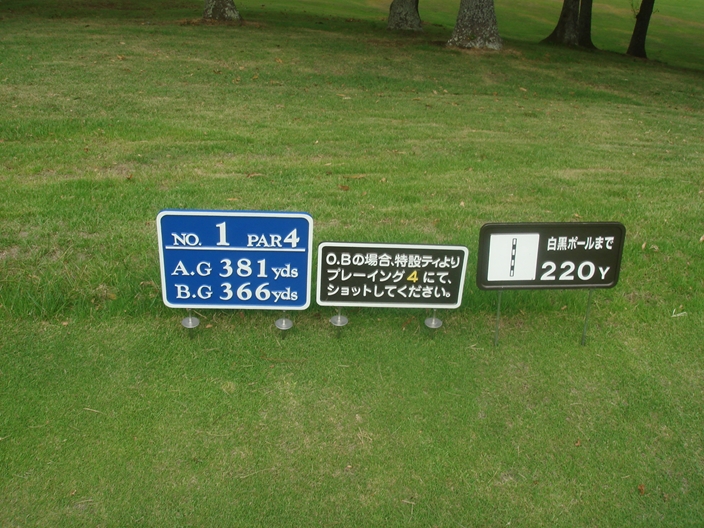 NO. 1 PAR4
A.G 381yds
B.G 366yds
O.Bの場合、特設ティより
プレーイング4にて、
ショットしてください。
白黒ポールまで
220Y